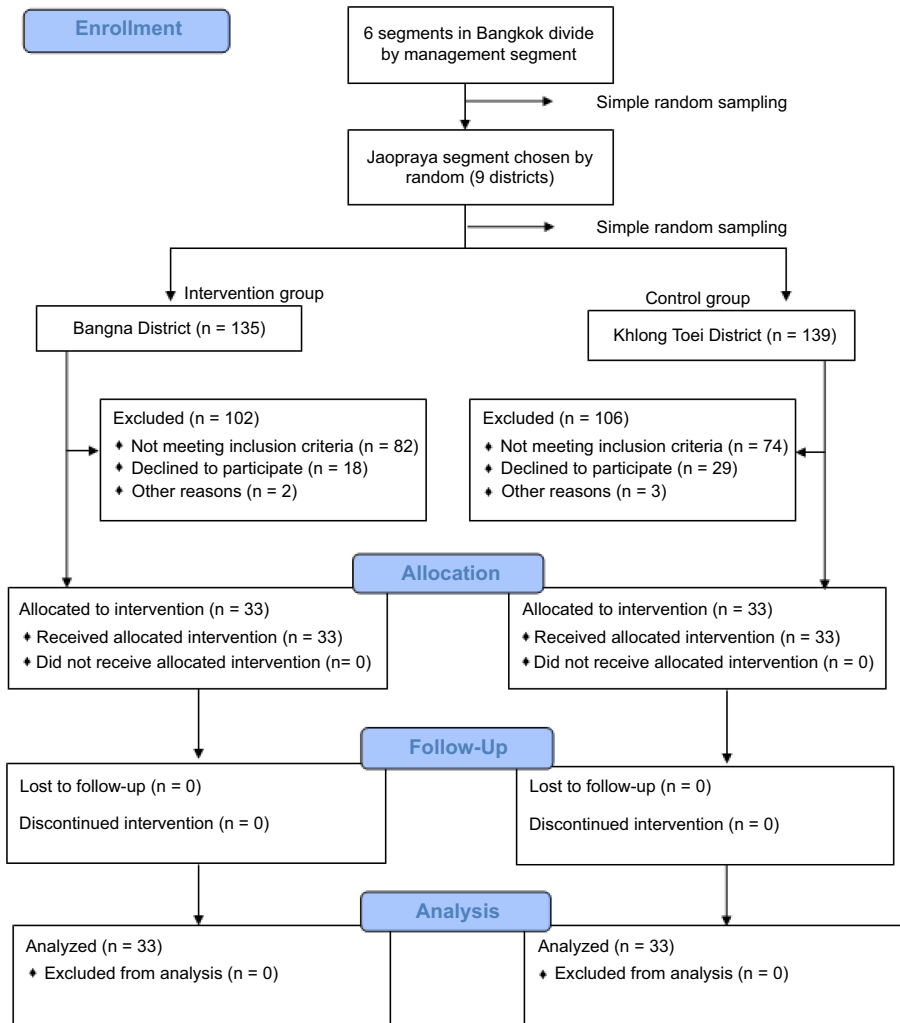 Enrollment
6 segments in Bangkok divide
by management segment
Simple random sampling
Jaopraya segment chosen by
random (9 districts)
Simple random sampling
Intervention group
Control group
Bangna District (n = 135)
Khlong Toei District (n = 139)
Excluded (n = 102)
♦ Not meeting inclusion criteria (n = 82)
♦ Declined to participate (n = 18)
♦ Other reasons (n = 2)
Excluded (n = 106)
♦ Not meeting inclusion criteria (n = 74)
♦ Declined to participate (n = 29)
♦ Other reasons (n = 3)
Allocation
Allocated to intervention (n = 33)
♦ Received allocated intervention (n = 33)
♦ Did not receive allocated intervention (n= 0)
Allocated to intervention (n = 33)
♦ Received allocated intervention (n = 33)
♦ Did not receive allocated intervention (n = 0)
Follow-Up
Lost to follow-up (n = 0)
Discontinued intervention (n = 0)
Lost to follow-up (n = 0)
Discontinued intervention (n = 0)
Analysis
Analyzed (n = 33)
♦ Excluded from analysis (n = 0)
Analyzed (n = 33)
♦ Excluded from analysis (n = 0)